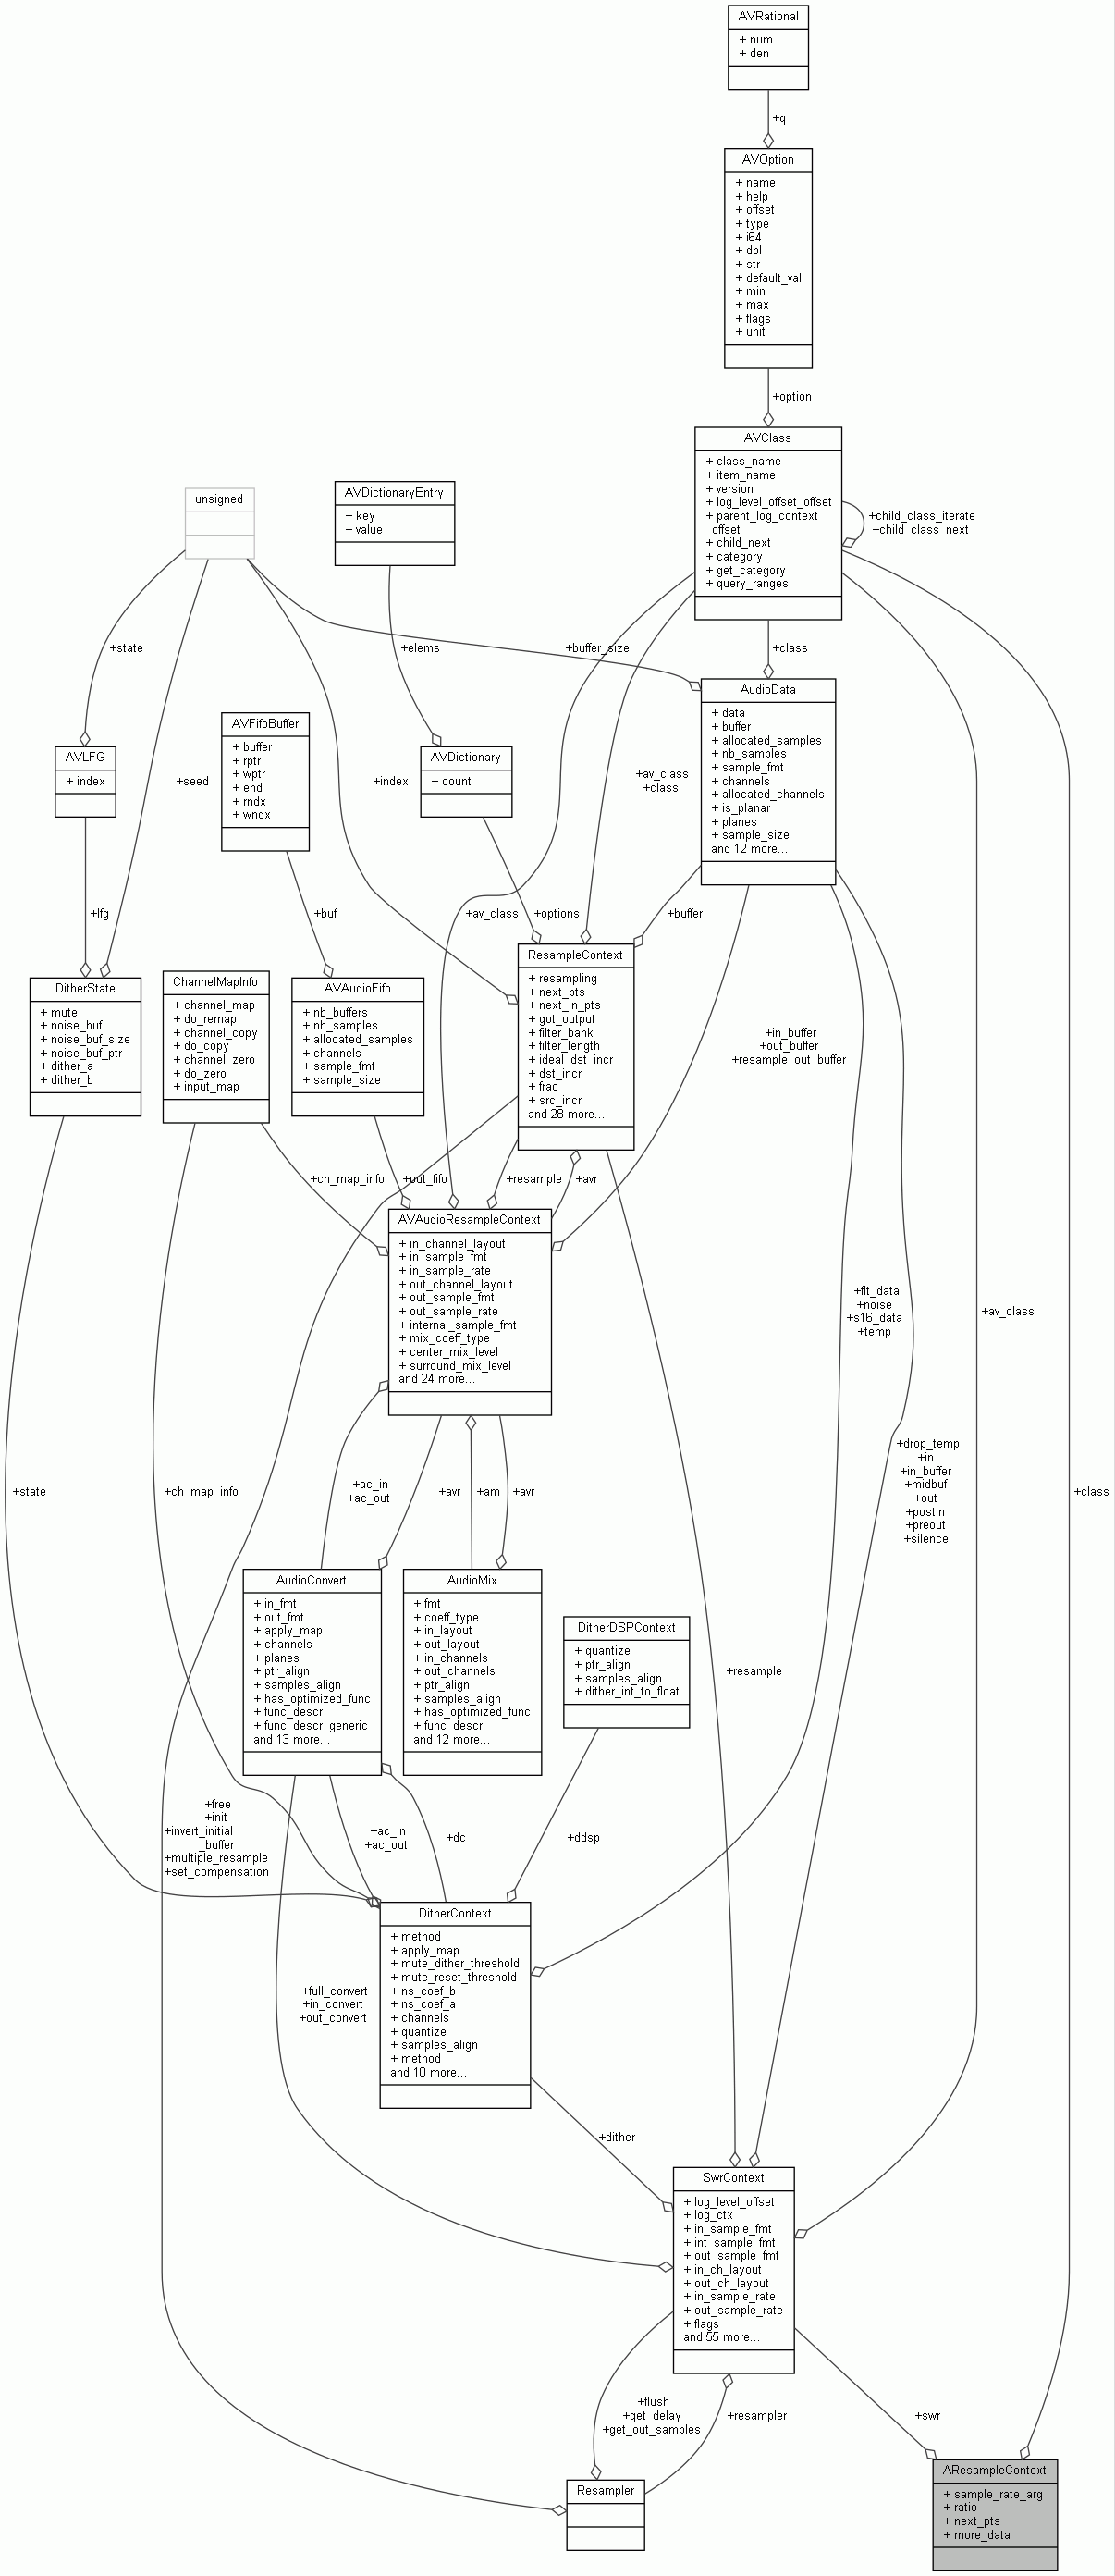 AVRational
+ num
+ den
+q
AVOption
+ name
+ help
+ offset
+ type
+ i64
+ dbl
+ str
+ default_val
+ min
+ max
+ flags
+ unit
+option
AVClass
+ class_name
+ item_name
+ version
+ log_level_offset_offset
+ parent_log_context
_offset
+ child_next
+ category
+ get_category
+ query_ranges
+child_class_iterate
+child_class_next
unsigned
AVDictionaryEntry
+ key
+ value
+state
+elems
+buffer_size
+class
AudioData
+ data
+ buffer
+ allocated_samples
+ nb_samples
+ sample_fmt
+ channels
+ allocated_channels
+ is_planar
+ planes
+ sample_size
and 12 more...
AVFifoBuffer
+ buffer
+ rptr
+ wptr
+ end
+ rndx
+ wndx
AVLFG
+ index
+seed
+index
AVDictionary
+ count
+av_class
+class
+lfg
+buf
+av_class
+options
+buffer
DitherState
+ mute
+ noise_buf
+ noise_buf_size
+ noise_buf_ptr
+ dither_a
+ dither_b
ChannelMapInfo
+ channel_map
+ do_remap
+ channel_copy
+ do_copy
+ channel_zero
+ do_zero
+ input_map
AVAudioFifo
+ nb_buffers
+ nb_samples
+ allocated_samples
+ channels
+ sample_fmt
+ sample_size
ResampleContext
+ resampling
+ next_pts
+ next_in_pts
+ got_output
+ filter_bank
+ filter_length
+ ideal_dst_incr
+ dst_incr
+ frac
+ src_incr
and 28 more...
+in_buffer
+out_buffer
+resample_out_buffer
+ch_map_info
+out_fifo
+resample
+avr
AVAudioResampleContext
+ in_channel_layout
+ in_sample_fmt
+ in_sample_rate
+ out_channel_layout
+ out_sample_fmt
+ out_sample_rate
+ internal_sample_fmt
+ mix_coeff_type
+ center_mix_level
+ surround_mix_level
and 24 more...
+flt_data
+noise
+s16_data
+temp
+av_class
+drop_temp
+in
+in_buffer
+midbuf
+out
+postin
+preout
+silence
+state
+ch_map_info
+ac_in
+ac_out
+avr
+am
+avr
+class
AudioConvert
+ in_fmt
+ out_fmt
+ apply_map
+ channels
+ planes
+ ptr_align
+ samples_align
+ has_optimized_func
+ func_descr
+ func_descr_generic
and 13 more...
AudioMix
+ fmt
+ coeff_type
+ in_layout
+ out_layout
+ in_channels
+ out_channels
+ ptr_align
+ samples_align
+ has_optimized_func
+ func_descr
and 12 more...
DitherDSPContext
+ quantize
+ ptr_align
+ samples_align
+ dither_int_to_float
+resample
+free
+init
+invert_initial
_buffer
+multiple_resample
+set_compensation
+ac_in
+ac_out
+dc
+ddsp
DitherContext
+ method
+ apply_map
+ mute_dither_threshold
+ mute_reset_threshold
+ ns_coef_b
+ ns_coef_a
+ channels
+ quantize
+ samples_align
+ method
and 10 more...
+full_convert
+in_convert
+out_convert
+dither
SwrContext
+ log_level_offset
+ log_ctx
+ in_sample_fmt
+ int_sample_fmt
+ out_sample_fmt
+ in_ch_layout
+ out_ch_layout
+ in_sample_rate
+ out_sample_rate
+ flags
and 55 more...
+flush
+get_delay
+get_out_samples
+resampler
+swr
Resampler
AResampleContext
+ sample_rate_arg
+ ratio
+ next_pts
+ more_data